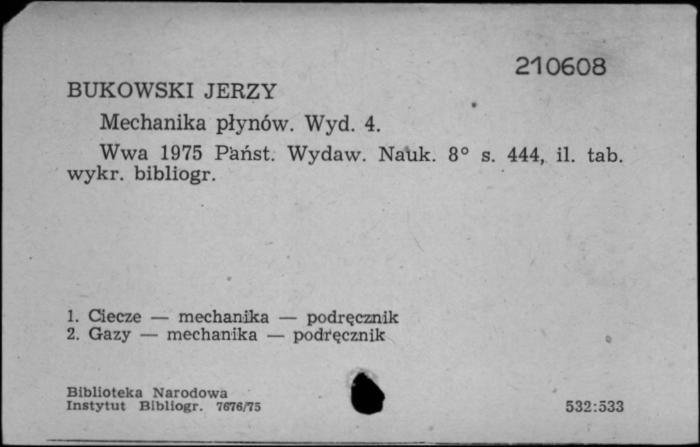 210608
BUKOWSKI JERZY
Mechanika płynów. Wyd. 4.
Wwa 1975 Państ. Wydaw. Nauk. 8° s. 444, il. tab.
wykr. bibliogr.
1. Ciecze — mechanika — podręcznik
2. Gazy — mechanika — podręcznik
Biblioteka Narodowa
Instytut Bibliogr. 7676/75
532:533